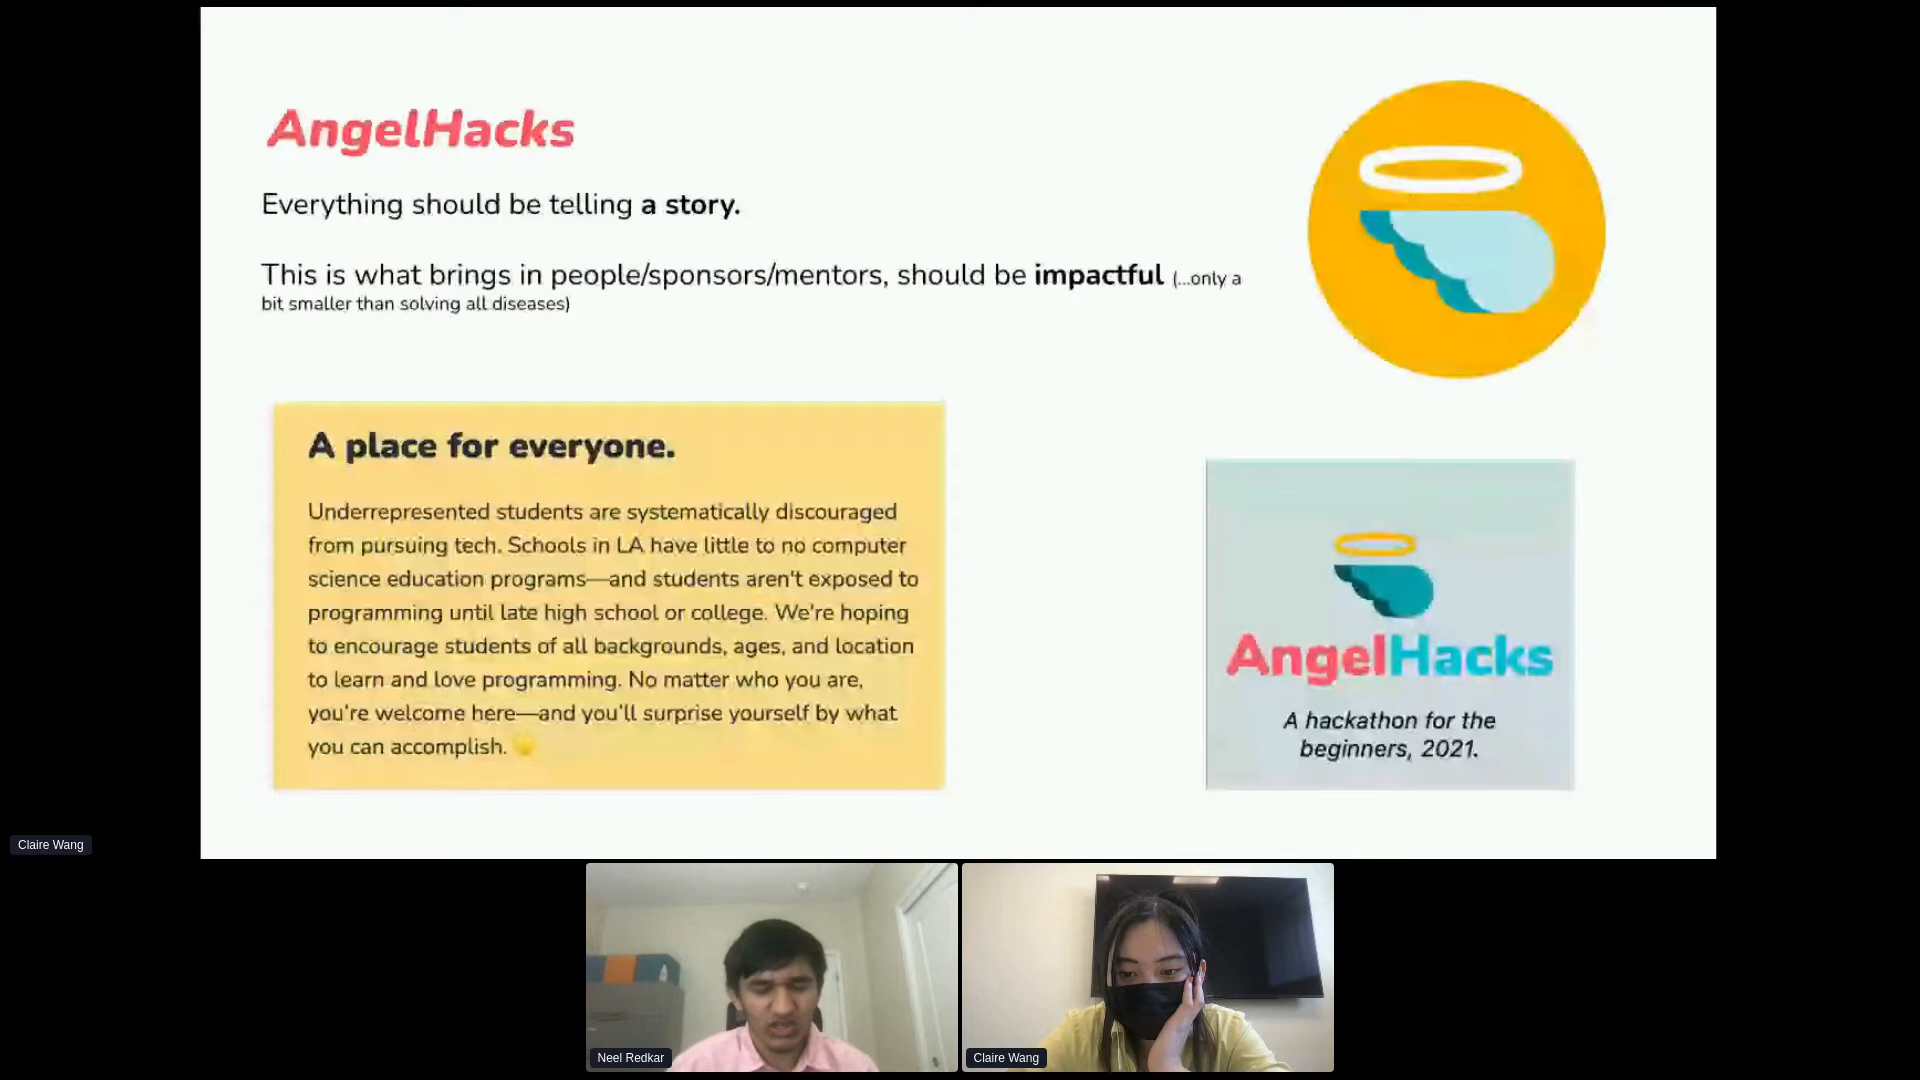 AngelHacks
Everything should be telling a story.
This is what brings in people/sponsors/mentors, should be impactful (...only a
bit smaller than solving all diseases)
A place for everyone.
Underrepresented students are systematically discouraged
from pursuing tech. Schools in LA have little to no computer
science education programs—and students aren't exposed to
programming until late high school or college. We're hoping
to encourage students of all backgrounds, ages, and location
to learn and love programming. No matter who you are,
you're welcome here—and you'll surprise yourself by what
you can accomplish.
AngelHacks
A hackathon for the
beginners, 2021.
Claire Wang
Neel Redkar
Claire Wang